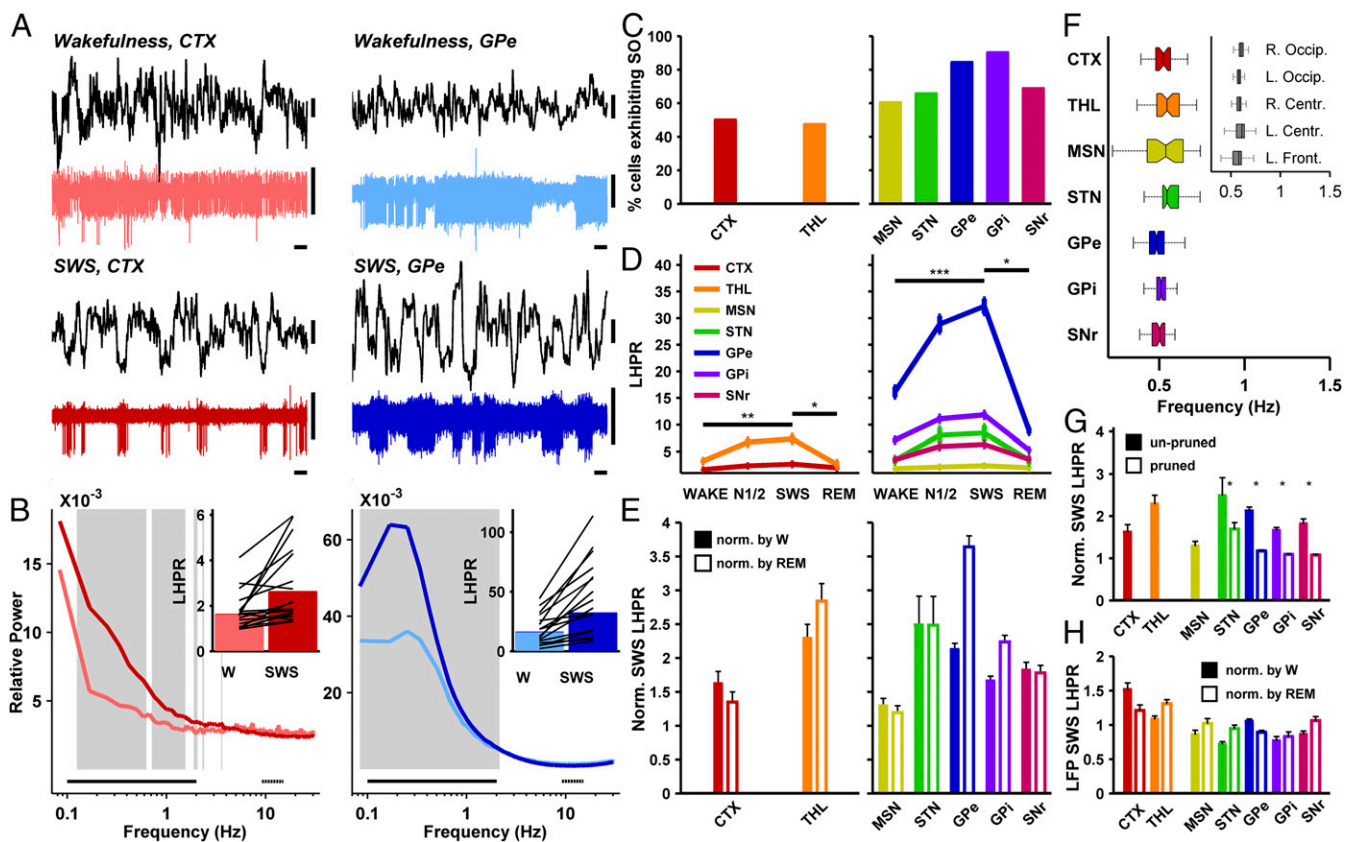 A
Wakefulness, CTX
Wakefulness, GPe
SWS, CTX
SWS, GPe
B
X10-3
Relative Power
15
10
5
0.1 1 10
Frequency (Hz)
LHPR
6
4
2
0
W SWS
X10-3
60
40
20
0.1 1 10
Frequency (Hz)
LHPR
100
50
0
W SWS
C
% cells exhibiting SO
100
80
60
40
20
0
CTX THL
MSN STN GPe GPi SNr
D
LHPR
40
35
30
25
20
15
10
5
CTX
THL
MSN
STN
GPe
GPi
SNr
** *
*** *
WAKE N1/2 SWS REM
WAKE N1/2 SWS REM
E
Norm. SWS LHPR
4
3.5
3
2.5
2
1.5
1
0.5
0
norm. by W
norm. by REM
CTX THL
MSN STN GPe GPi SNr
F
CTX
THL
MSN
STN
GPe
GPi
SNr
0.5 1 1.5
Frequency (Hz)
R. Occip.
L. Occip.
R. Centr.
L. Centr.
L. Front.
0.5 1 1.5
G
Norm. SWS LHPR
4
3
2
1
0
un-pruned
pruned
* * * *
CTX THL MSN STN GPe GPi SNr
H
LFP SWS LHPR
2
1.5
1
0.5
0
norm. by W
norm. by REM
CTX THL MSN STN GPe GPi SNr